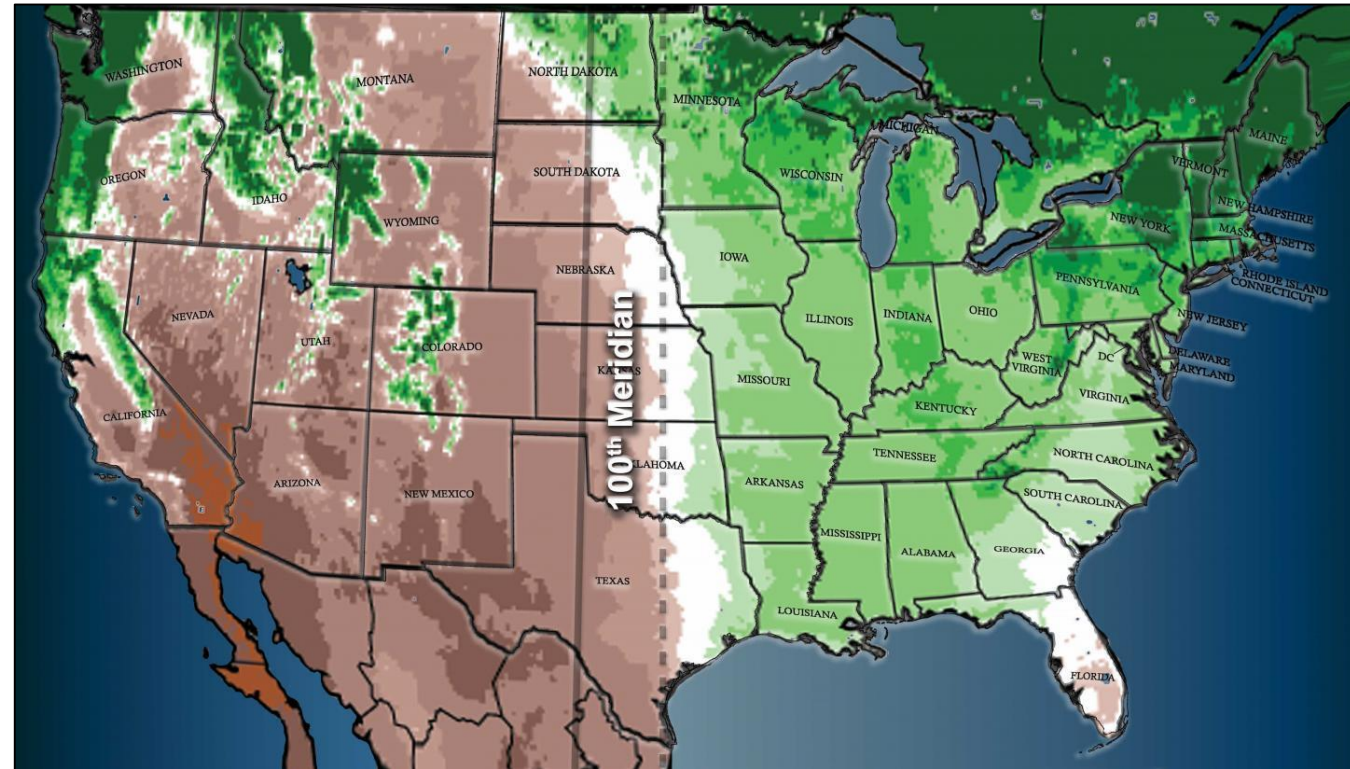 WASHINGTON
MONTANA
NORTH DAKOTA
MINNESOTA
MICHIGAN
MAINE
VERMONT
OREGON
IDAHO
SOUTH DAKOTA
WISCONSIN
WYOMING
NEW YORK
NEW HAMPSHIRE
MASSACHUSETTS
RHODE ISLAND
CONNECTICUT
NEBRASKA
IOWA
PENNSYLVANIA
NEVADA
UTAH
COLORADO
100th Meridian
KANSAS
ILLINOIS
INDIANA
OHIO
NEW JERSEY
WEST
VIRGINIA
DC
DELAWARE
MARYLAND
MISSOURI
VIRGINIA
CALIFORNIA
KENTUCKY
ARIZONA
NEW MEXICO
OKLAHOMA
TENNESSEE
NORTH CAROLINA
ARKANSAS
SOUTH CAROLINA
MISSISSIPPI
ALABAMA
GEORGIA
TEXAS
LOUISIANA
FLORIDA